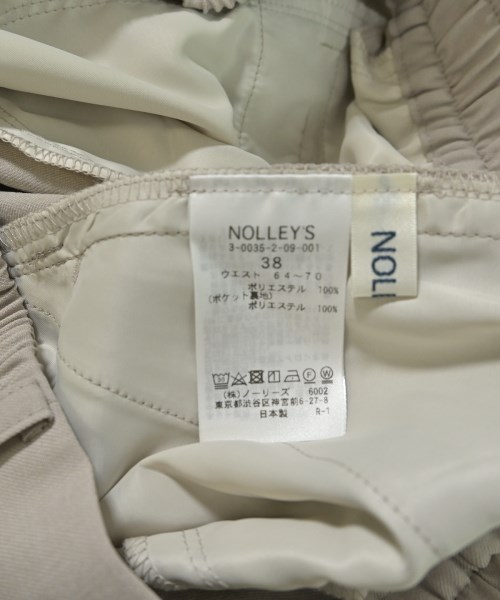 NOLLEY'S
3-0035-2-09-001
38
ウエスト 64〜70
ポリエステル 100%
(ポケット裏地)
ポリエステル 100%
(株)ノーリーズ 6002
東京都渋谷区神宮前6-27-8
日本製 R-1
NOLL